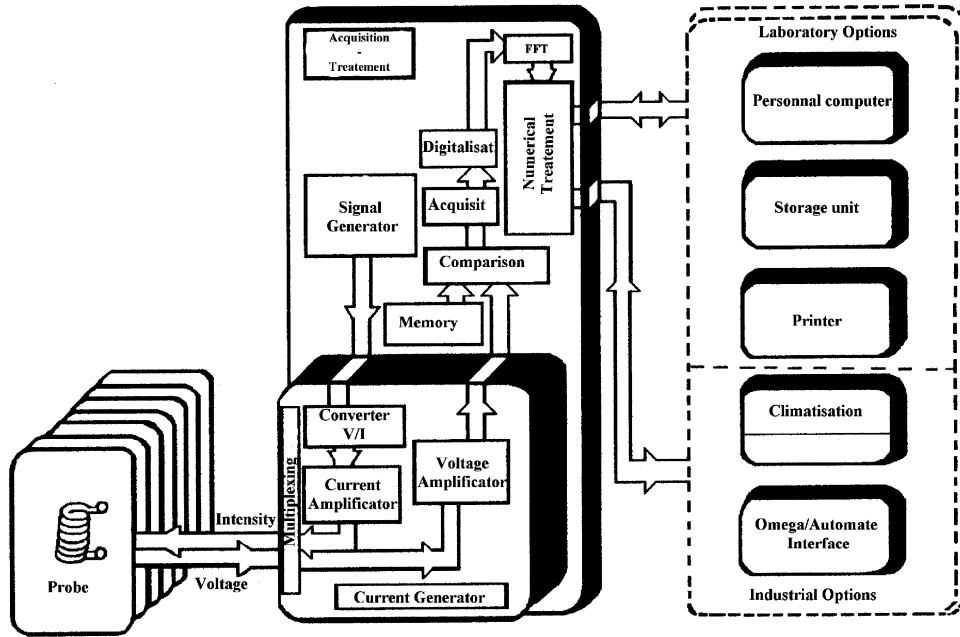 Acquisition
-
Treatement
FFT
Laboratory Options
Personnal computer
Digitalisat
Numerical
Treatement
Signal
Generator
Acquisit
Storage unit
Comparison
Memory
Printer
Converter
V/I
Climatisation
Multiplexing
Current
Amplificator
Voltage
Amplificator
Intensity
Omega/Automate
Interface
Probe
Voltage
Current Generator
Industrial Options